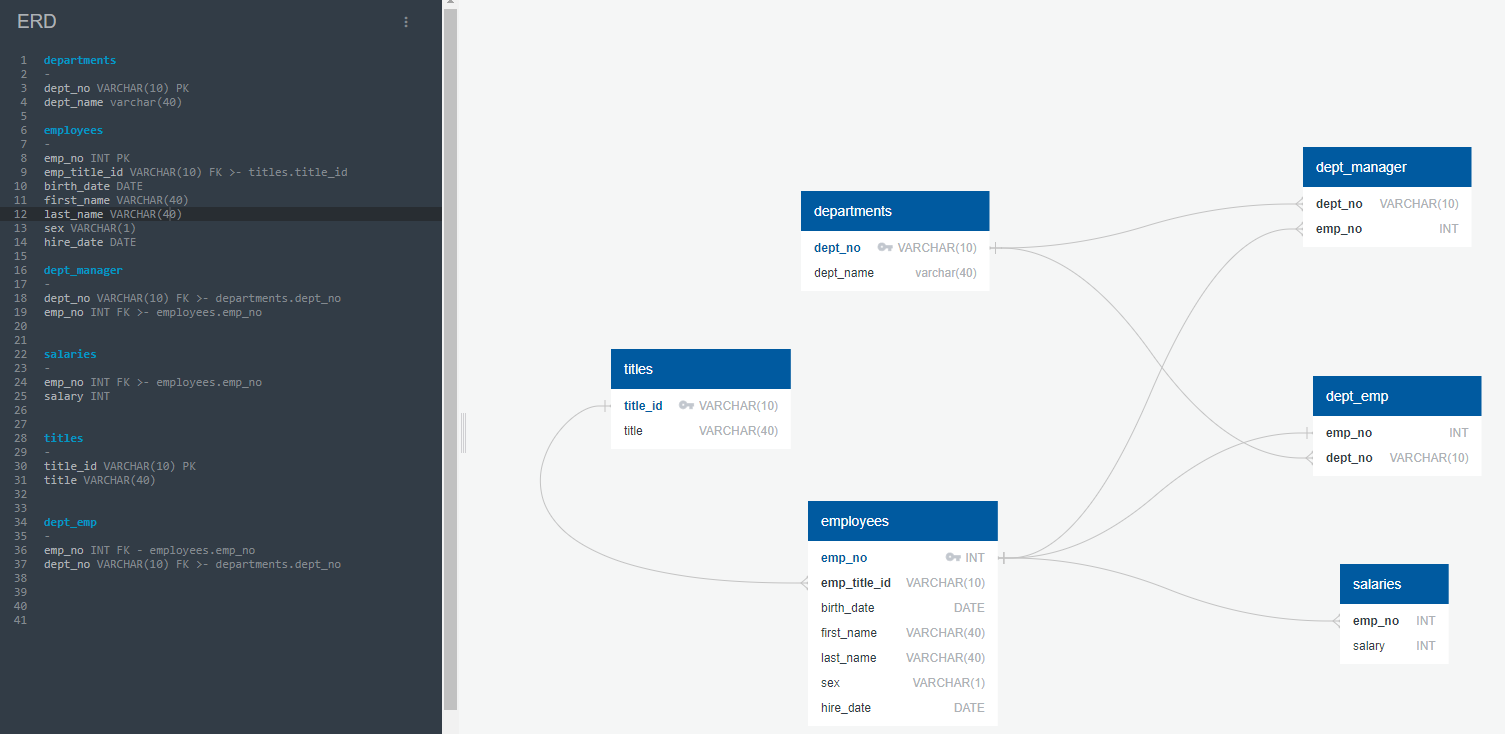 ERD
1 departments
2 -
3 dept_no VARCHAR(10) PK
4 dept_name varchar(40)
5
6 employees
7 -
8 emp_no INT PK
9 emp_title_id VARCHAR(10) FK >- titles.title_id
10 birth_date DATE
11 first_name VARCHAR(40)
12 last_name VARCHAR(40)
13 sex VARCHAR(1)
14 hire_date DATE
15
16 dept_manager
17 -
18 dept_no VARCHAR(10) FK >- departments.dept_no
19 emp_no INT FK >- employees.emp_no
20
21
22 salaries
23 -
24 emp_no INT FK >- employees.emp_no
25 salary INT
26
27
28 titles
29 -
30 title_id VARCHAR(10) PK
31 title VARCHAR(40)
32
33
34 dept_emp
35 -
36 emp_no INT FK - employees.emp_no
37 dept_no VARCHAR(10) FK >- departments.dept_no
38
39
40
41
dept_manager
dept_no VARCHAR(10)
emp_no INT
departments
dept_no VARCHAR(10)
dept_name varchar(40)
titles
title_id VARCHAR(10)
title VARCHAR(40)
dept_emp
emp_no INT
dept_no VARCHAR(10)
employees
emp_no INT
emp_title_id VARCHAR(10)
birth_date DATE
first_name VARCHAR(40)
last_name VARCHAR(40)
sex VARCHAR(1)
hire_date DATE
salaries
emp_no INT
salary INT